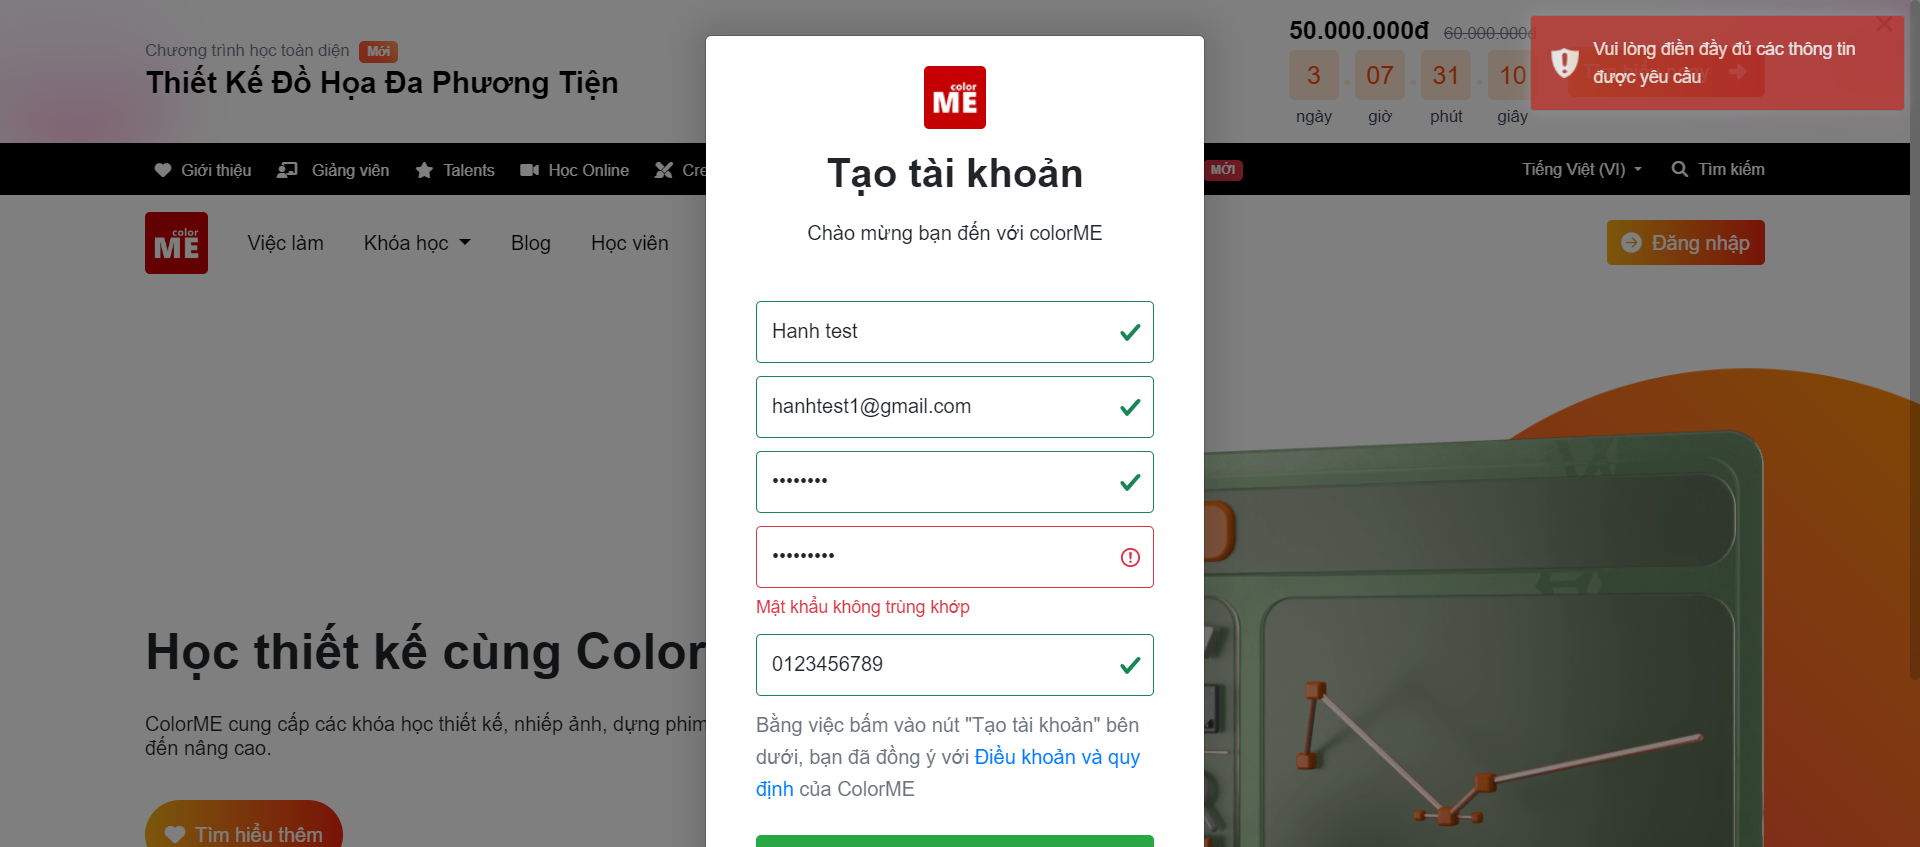 Chương trình học toàn diện Mới
Thiết Kế Đồ Họa Đa Phương Tiện
50.000.000đ 60.000.000đ
3 07 31 10
ngày giờ phút giây
Vui lòng điền đầy đủ các thông tin
được yêu cầu
Giới thiệu Giảng viên Talents Học Online Cre
MỚI
Tiếng Việt (VI) Tìm kiếm
color
ME
Việc làm Khóa học Blog Học viên
Đăng nhập
color
ME
Tạo tài khoản
Chào mừng bạn đến với colorME
Hanh test
hanhtest1@gmail.com
••••••••
•••••••••
Mật khẩu không trùng khớp
0123456789
Bằng việc bấm vào nút "Tạo tài khoản" bên
dưới, bạn đã đồng ý với Điều khoản và quy
định của ColorME
Học thiết kế cùng Color
ColorME cung cấp các khóa học thiết kế, nhiếp ảnh, dựng phim
đến nâng cao.
Tìm hiểu thêm